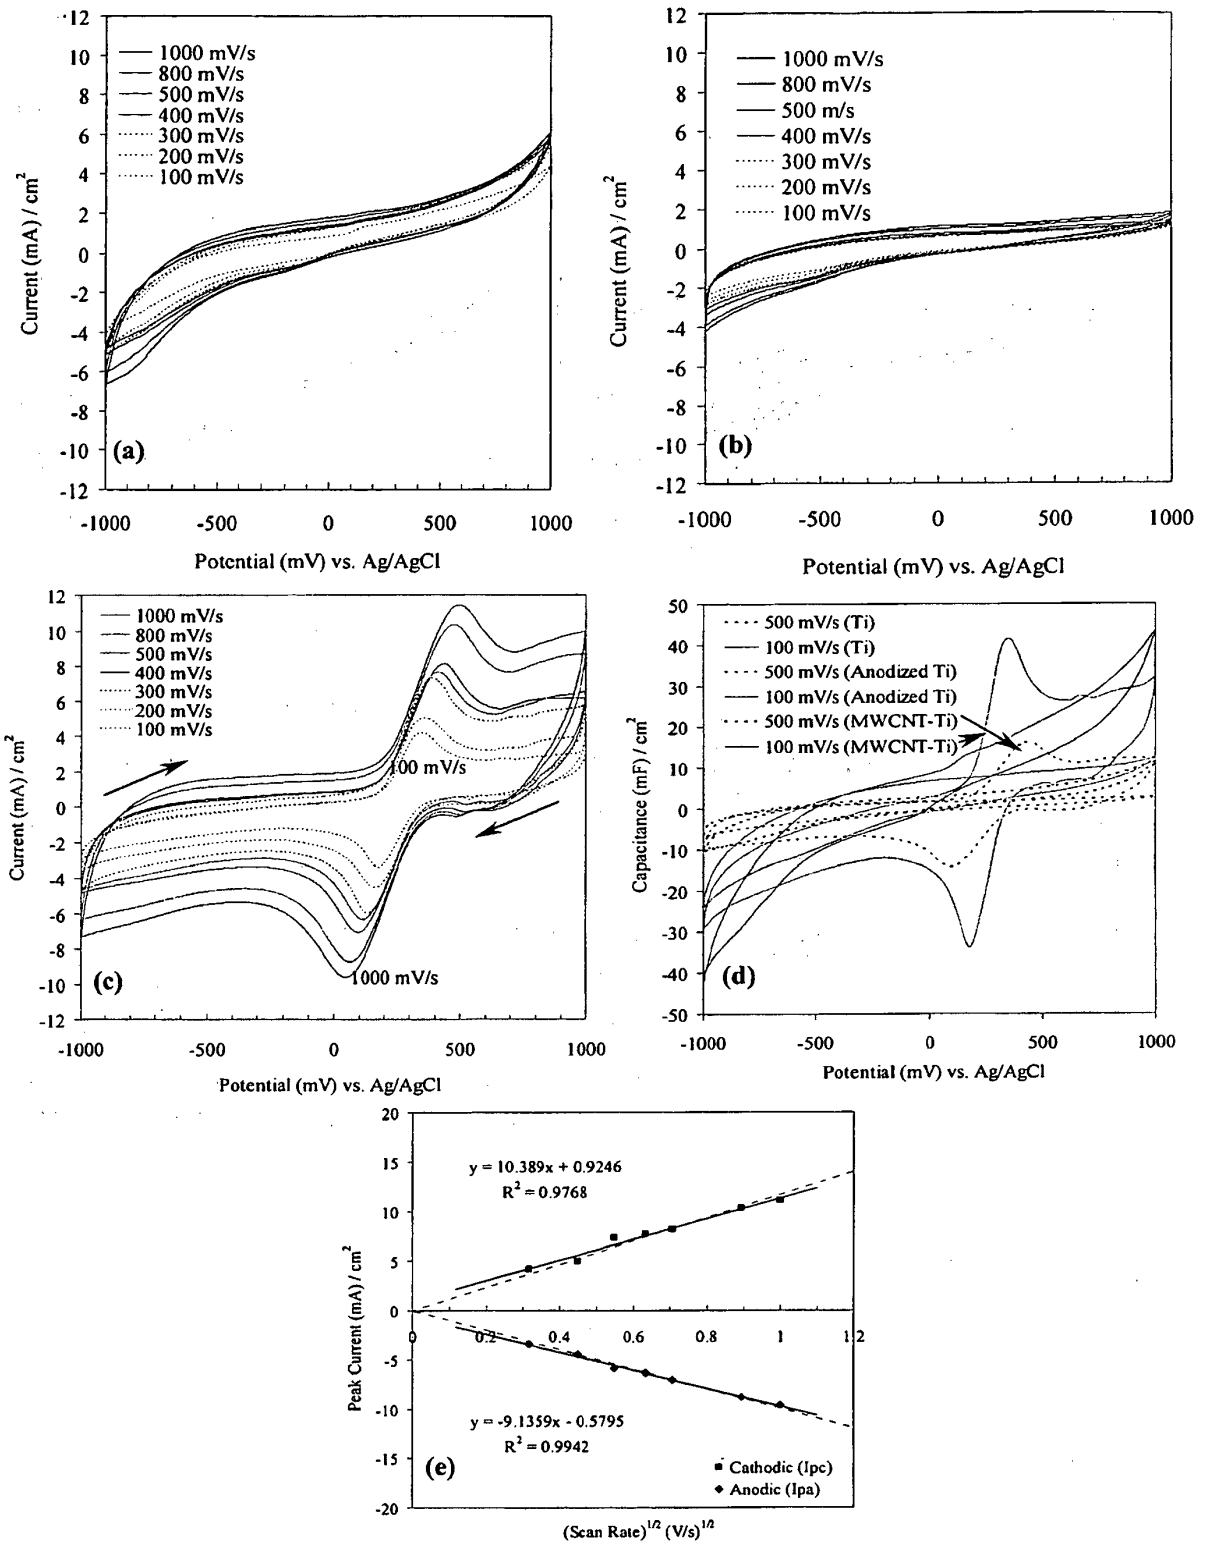 12
10
8
6
4
2
0
-2
-4
-6
-8
-10
-12
Current (mA) / cm2
1000 mV/s
800 mV/s
500 mV/s
400 mV/s
300 mV/s
200 mV/s
100 mV/s
(a)
-1000 -500 0 500 1000
Potential (mV) vs. Ag/AgCl
12
10
8
6
4
2
0
-2
-4
-6
-8
-10
-12
Current (mA) / cm2
1000 mV/s
800 mV/s
500 m/s
400 mV/s
300 mV/s
200 mV/s
100 mV/s
(b)
-1000 -500 0 500 1000
Potential (mV) vs. Ag/AgCl
12
10
8
6
4
2
0
-2
-4
-6
-8
-10
-12
Current (mA) / cm2
1000 mV/s
800 mV/s
500 mV/s
400 mV/s
300 mV/s
200 mV/s
100 mV/s
100 mV/s
1000 mV/s
(c)
-1000 -500 0 500 1000
Potential (mV) vs. Ag/AgCl
50
40
30
20
10
0
-10
-20
-30
-40
-50
Capacitance (mF) / cm2
500 mV/s (Ti)
100 mV/s (Ti)
500 mV/s (Anodized Ti)
100 mV/s (Anodized Ti)
500 mV/s (MWCNT-Ti)
100 mV/s (MWCNT-Ti)
(d)
-1000 -500 0 500 1000
Potential (mV) vs. Ag/AgCl
20
15
10
5
0
-5
-10
-15
-20
Peak Current (mA) / cm2
y = 10.389x + 0.9246
R2 = 0.9768
0 0.2 0.4 0.6 0.8 1 1.2
y = -9.1359x - 0.5795
R2 = 0.9942
(e)
Cathodic (Ipc)
Anodic (Ipa)
(Scan Rate)1/2 (V/s)1/2